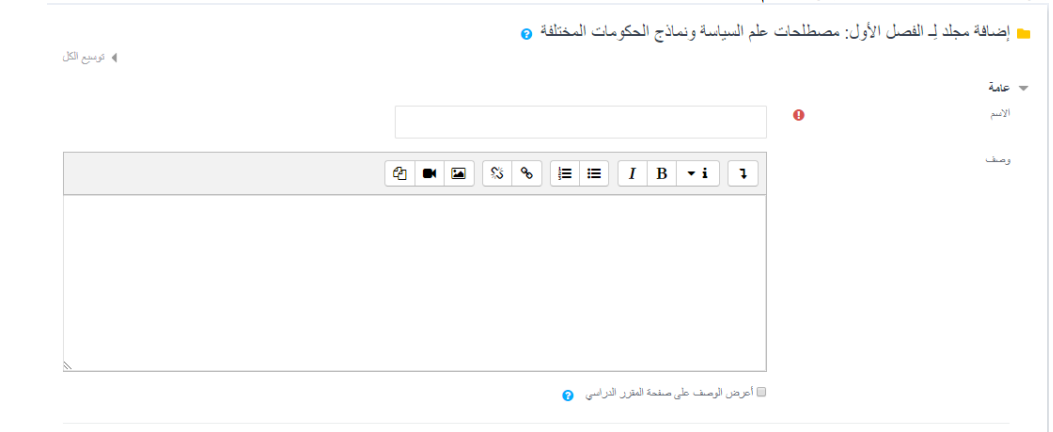 إضافة مجلد لِـ الفصل الأول: مصطلحات علم السياسة ونماذج الحكومات المختلفة
توسيع الكل
عامة
الاسم
وصف
أعرض الوصف على صفحة المقرر الدراسي